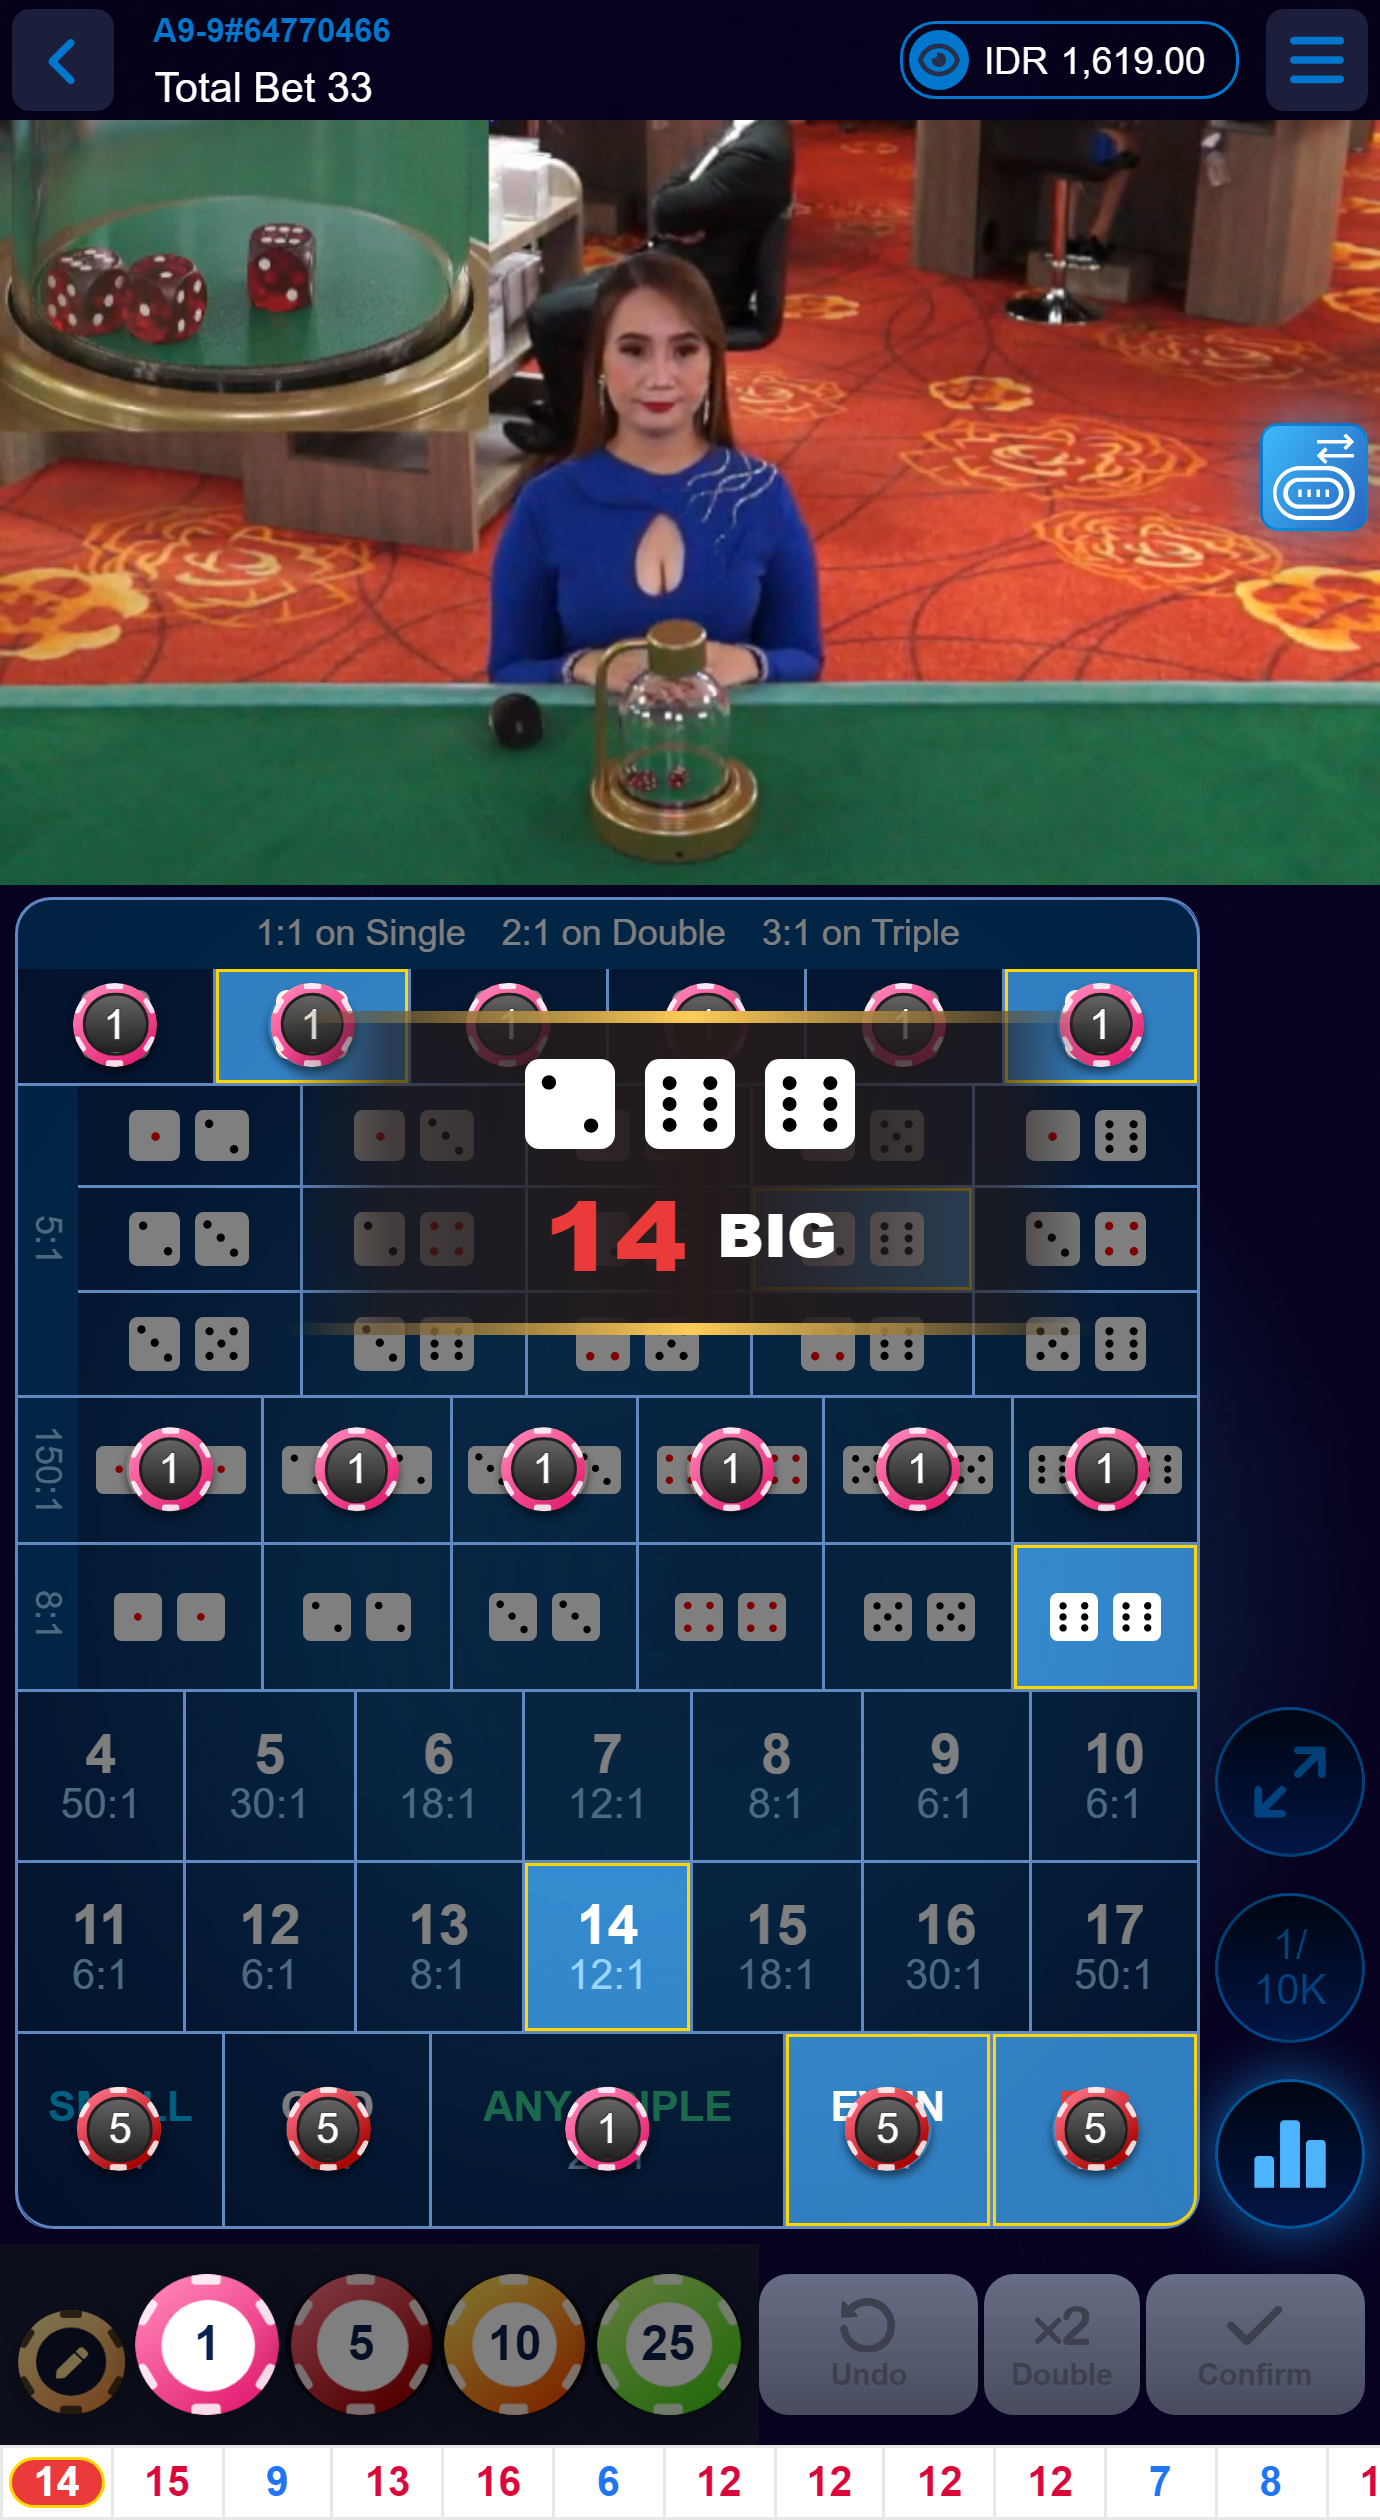 A9-9#64770466
Total Bet 33
IDR 1,619.00
1:1 on Single 2:1 on Double 3:1 on Triple
1 1 1 1 1 1
14 BIG
5:1
150:1
1 1 1 1 1 1
8:1
4 5 6 7 8 9 10
50:1 30:1 18:1 12:1 8:1 6:1 6:1
11 12 13 14 15 16 17
6:1 6:1 8:1 12:1 18:1 30:1 50:1
1/
10K
5 5 1 5 5
1 5 10 25
Undo
x2
Double
Confirm
14 15 9 13 16 6 12 12 12 12 7 8